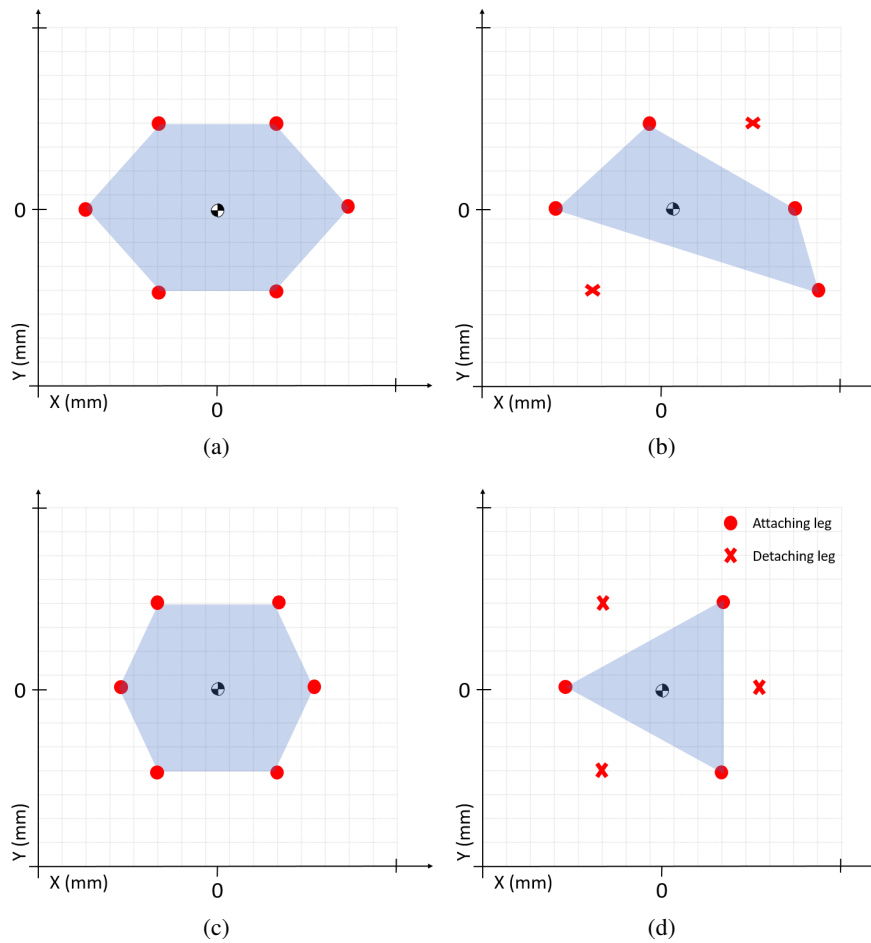 0
Y (mm)
X (mm)
0
(a)
0
Y (mm)
X (mm)
0
(b)
0
Y (mm)
X (mm)
0
(c)
Attaching leg
Detaching leg
0
Y (mm)
X (mm)
0
(d)